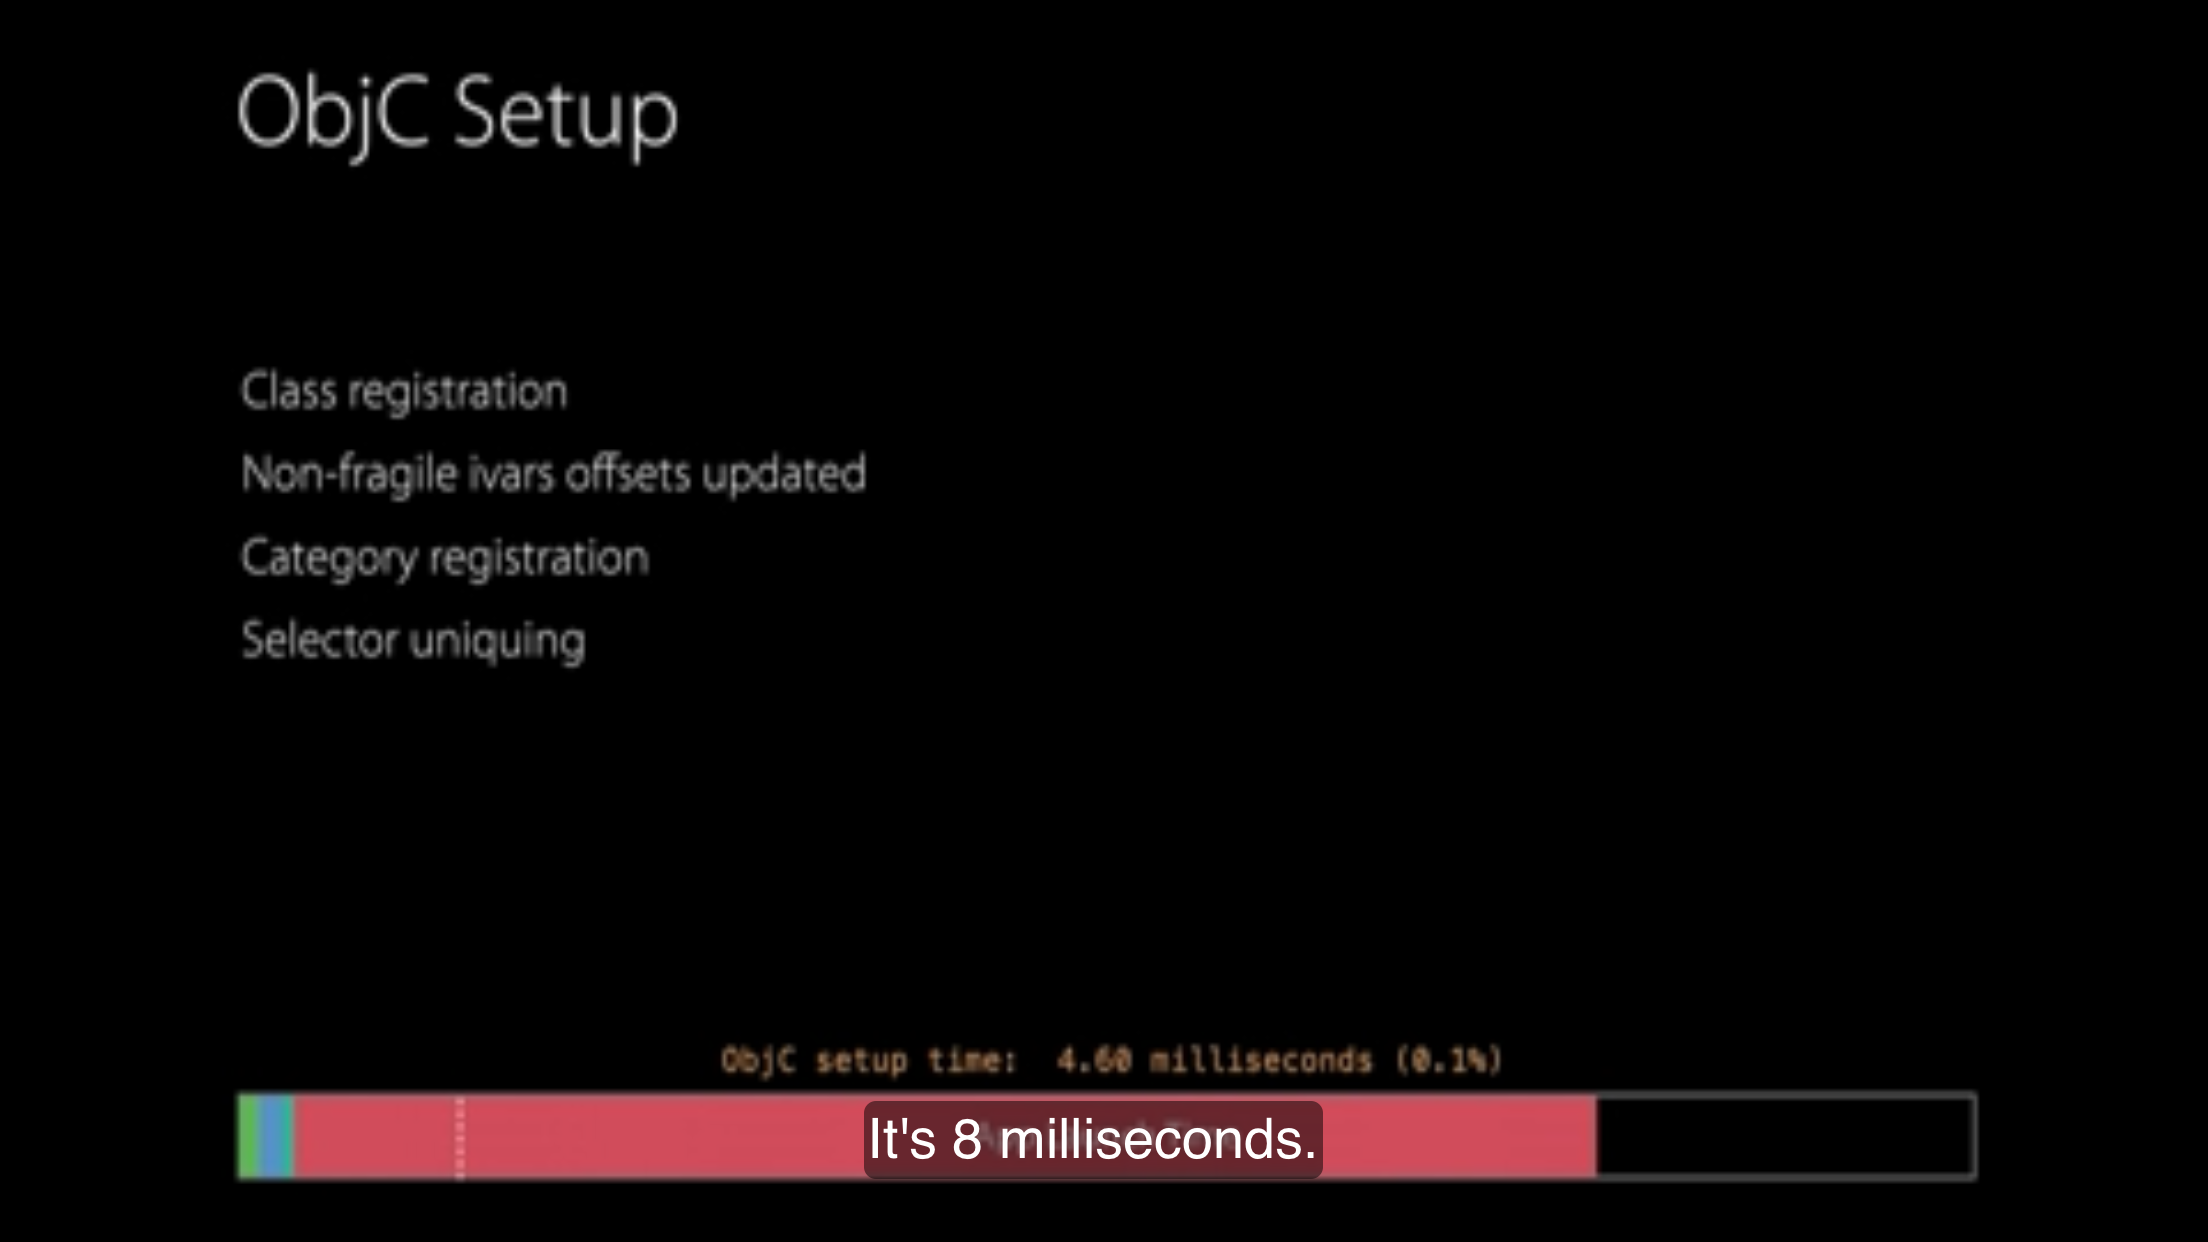 ObjC Setup
Class registration
Non-fragile ivars offsets updated
Category registration
Selector uniquing
ObjC setup time: 4.60 milliseconds (0.1%)
It's 8 milliseconds.